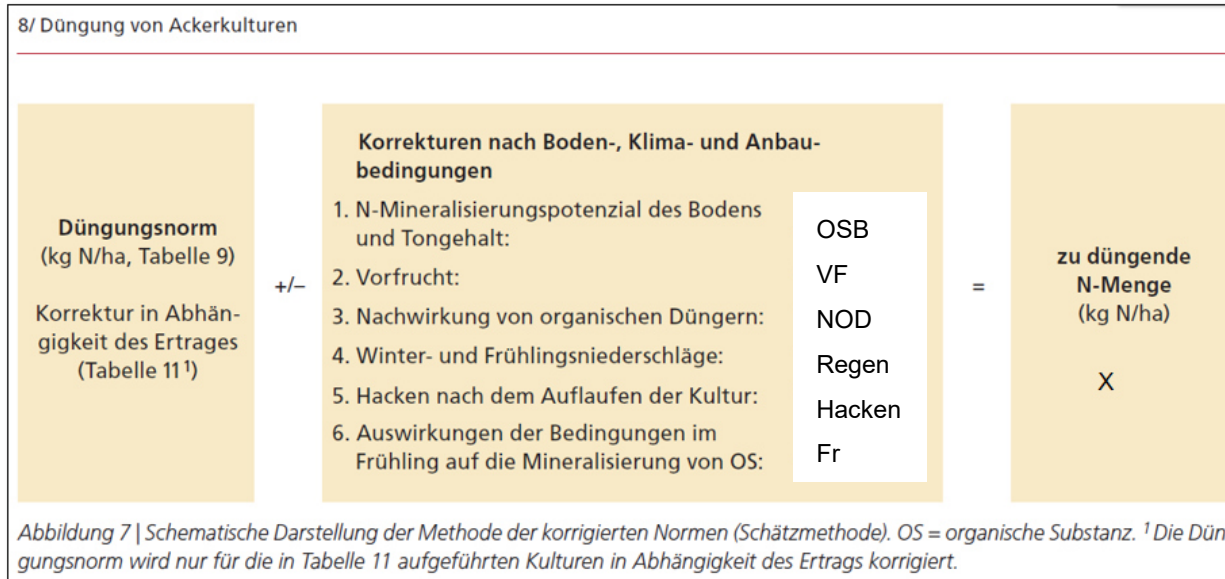 8/ Düngung von Ackerkulturen
Düngungsnorm
(kg N/ha, Tabelle 9)
Korrektur in Abhän-
gigkeit des Ertrages
(Tabelle 11¹)
+/–
Korrekturen nach Boden-, Klima- und Anbau-
bedingungen
1. N-Mineralisierungspotenzial des Bodens
und Tongehalt:
OSB
2. Vorfrucht:
VF
3. Nachwirkung von organischen Düngern:
NOD
4. Winter- und Frühlingsniederschläge:
Regen
5. Hacken nach dem Auflaufen der Kultur:
Hacken
6. Auswirkungen der Bedingungen im
Frühling auf die Mineralisierung von OS:
Fr
=
zu düngende
N-Menge
(kg N/ha)
X
Abbildung 7 | Schematische Darstellung der Methode der korrigierten Normen (Schätzmethode). OS = organische Substanz. ¹ Die Dün
gungsnorm wird nur für die in Tabelle 11 aufgeführten Kulturen in Abhängigkeit des Ertrags korrigiert.